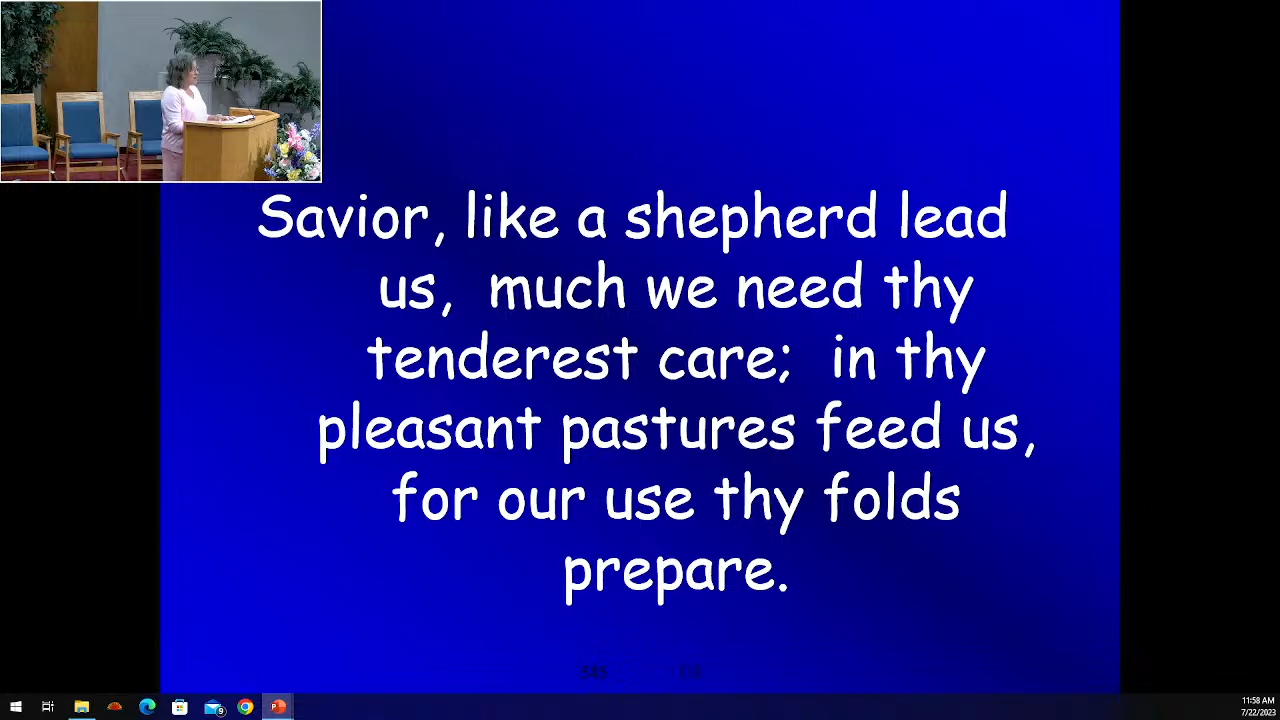 Savior, like a shepherd lead
us,  much we need thy
tenderest care;  in thy
pleasant pastures feed us,
for our use thy folds
prepare.
545
11:58 AM
7/22/2023